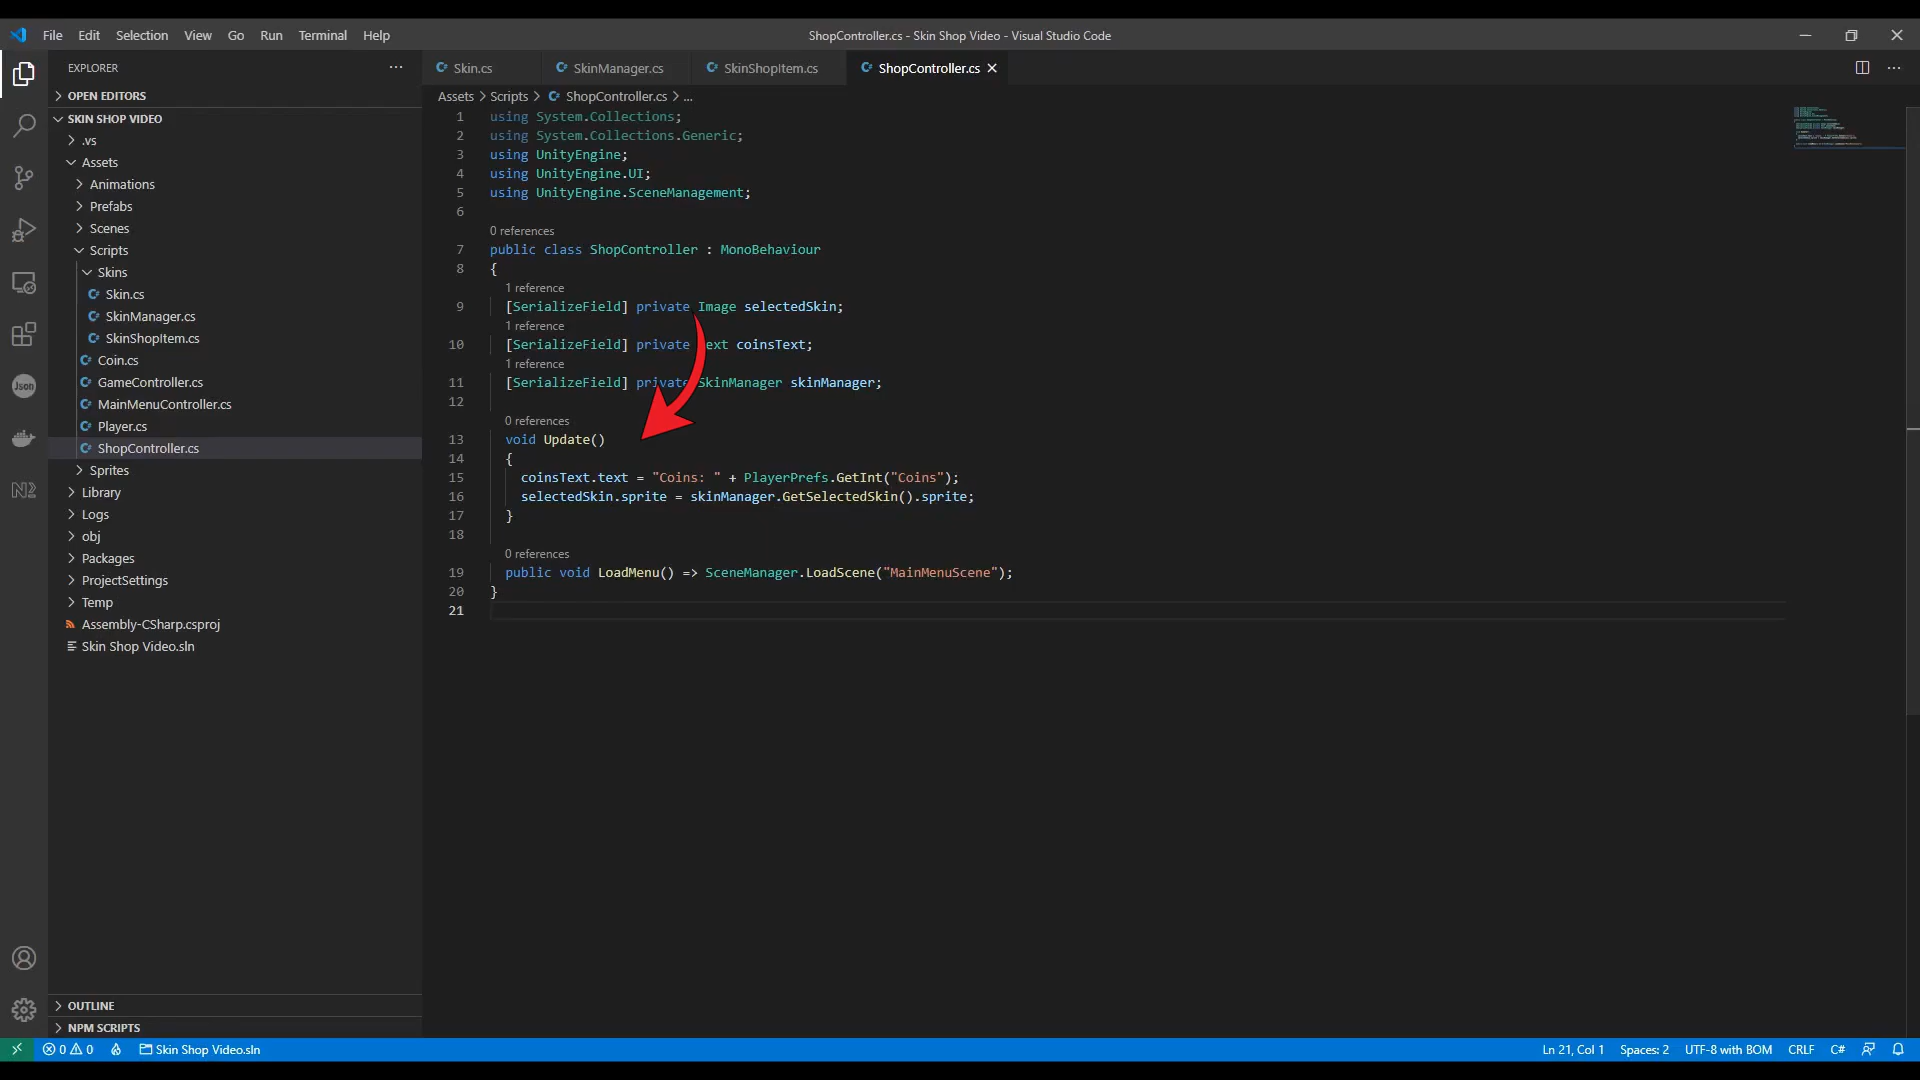 File Edit Selection View Go Run Terminal Help
ShopController.cs - Skin Shop Video - Visual Studio Code
EXPLORER
OPEN EDITORS
SKIN SHOP VIDEO
.vs
Assets
Animations
Prefabs
Scenes
Scripts
Skins
Skin.cs
SkinManager.cs
SkinShopItem.cs
Coin.cs
GameController.cs
MainMenuController.cs
Player.cs
ShopController.cs
Sprites
Library
Logs
obj
Packages
ProjectSettings
Temp
Assembly-CSharp.csproj
Skin Shop Video.sln
OUTLINE
NPM SCRIPTS
Json
Skin.cs SkinManager.cs SkinShopItem.cs ShopController.cs
Assets > Scripts > ShopController.cs > ...
1 using System.Collections;
2 using System.Collections.Generic;
3 using UnityEngine;
4 using UnityEngine.UI;
5 using UnityEngine.SceneManagement;
6
0 references
7 public class ShopController : MonoBehaviour
8 {
1 reference
9 [SerializeField] private Image selectedSkin;
1 reference
10 [SerializeField] private ext coinsText;
1 reference
11 [SerializeField] private SkinManager skinManager;
12
0 references
13 void Update()
14 {
15 coinsText.text = "Coins: " + PlayerPrefs.GetInt("Coins");
16 selectedSkin.sprite = skinManager.GetSelectedSkin().sprite;
17 }
18
0 references
19 public void LoadMenu() => SceneManager.LoadScene("MainMenuScene");
20 }
21
0 0 Skin Shop Video.sln
Ln 21, Col 1 Spaces: 2 UTF-8 with BOM CRLF C#